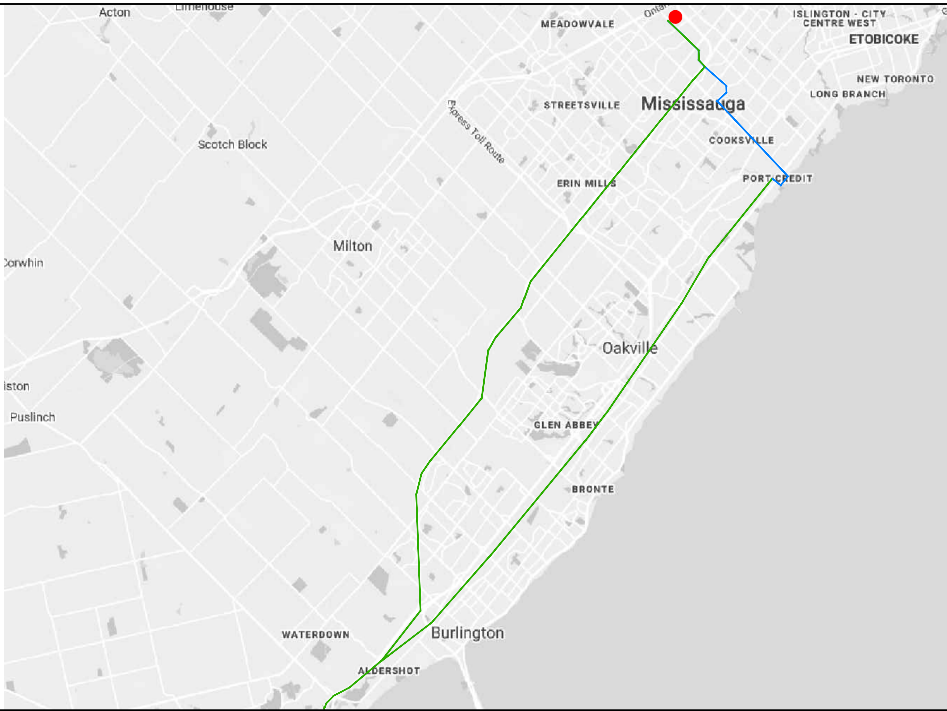 Acton
Limehouse
MEADOWVALE
ISLINGTON - CITY
CENTRE WEST
ETOBICOKE
NEW TORONTO
LONG BRANCH
STREETSVILLE
Mississauga
Express Toll Route
Scotch Block
COOKSVILLE
PORT CREDIT
ERIN MILLS
Milton
Corwhin
Oakville
iston
Puslinch
GLEN ABBEY
BRONTE
WATERDOWN
Burlington
ALDERSHOT